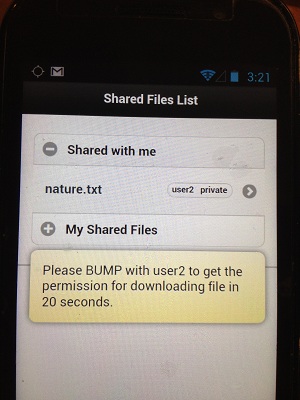 3:21
Shared Files List
Shared with me
nature.txt
user2 private
My Shared Files
Please BUMP with user2 to get the
permission for downloading file in
20 seconds.